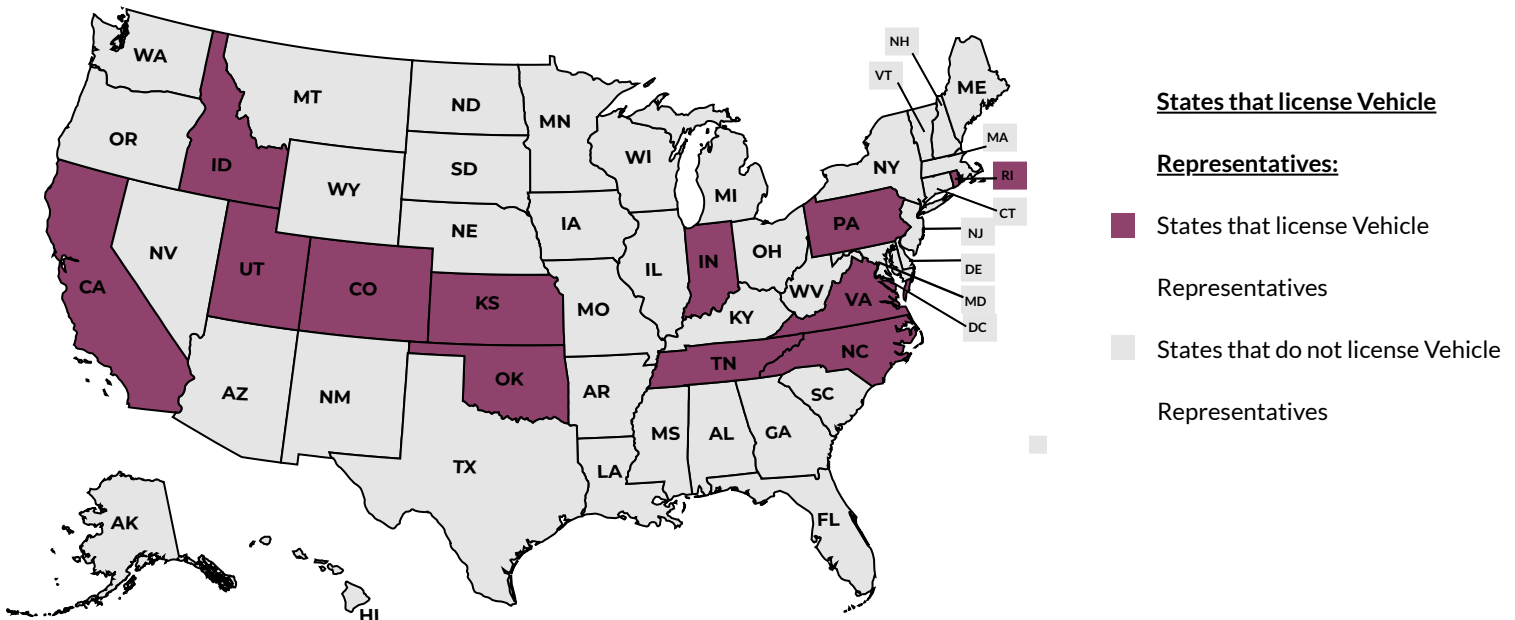 WA
MT
ND
MN
OR
ID
SD
WI
MI
WY
NE
IA
NV
UT
CO
CA
KS
MO
IL
IN
OH
KY
WV
VA
PA
NY
NH
VT
ME
MA
RI
CT
NJ
DE
MD
DC
AZ
NM
OK
AR
TN
NC
SC
MS
AL
GA
TX
LA
FL
AK
HI
States that license Vehicle
Representatives:
States that license Vehicle
Representatives
States that do not license Vehicle
Representatives